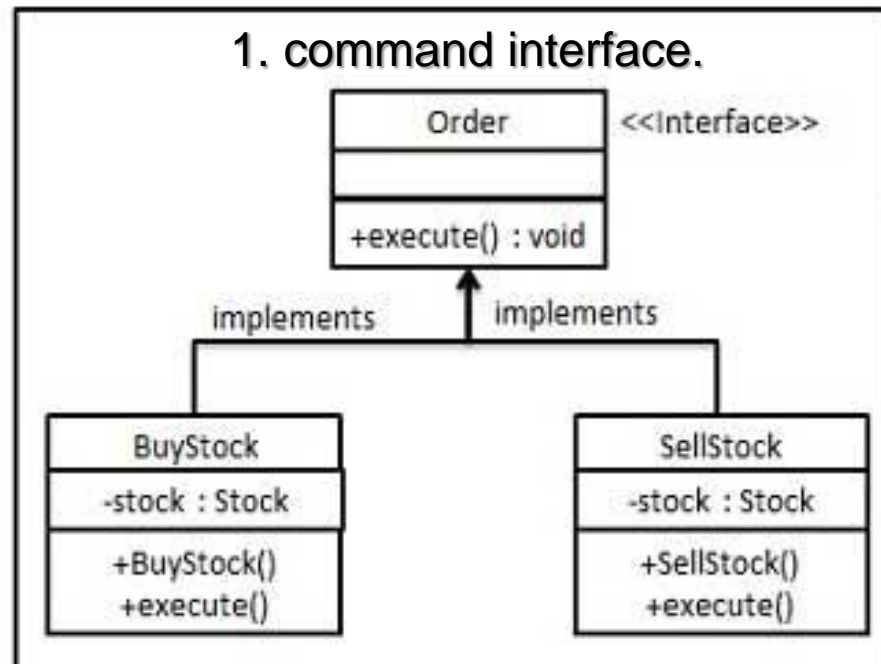 1. command interface.
Order
<<Interface>>
+execute() : void
implements
implements
BuyStock
-stock : Stock
+BuyStock()
+execute()
SellStock
-stock : Stock
+SellStock()
+execute()